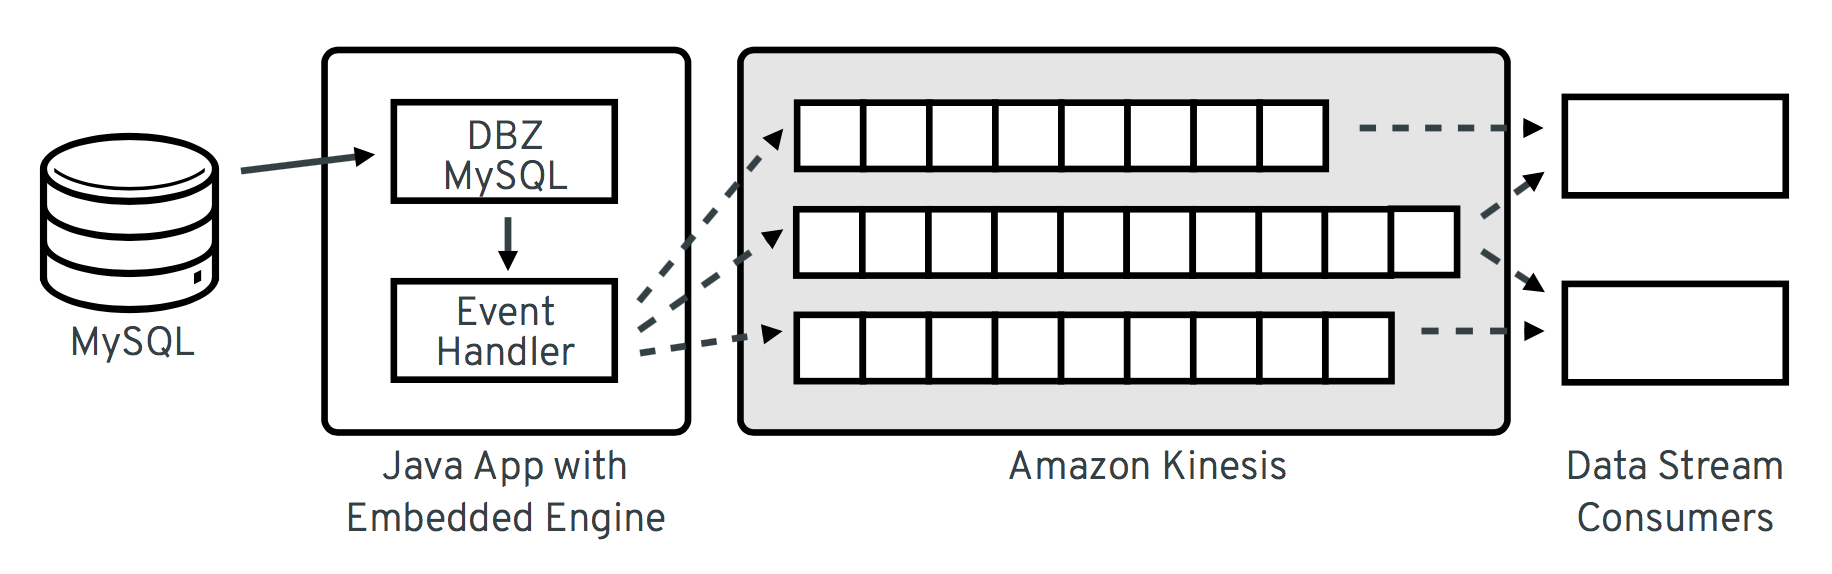 MySQL
DBZ
MySQL
Event
Handler
Java App with
Embedded Engine
Amazon Kinesis
Data Stream
Consumers